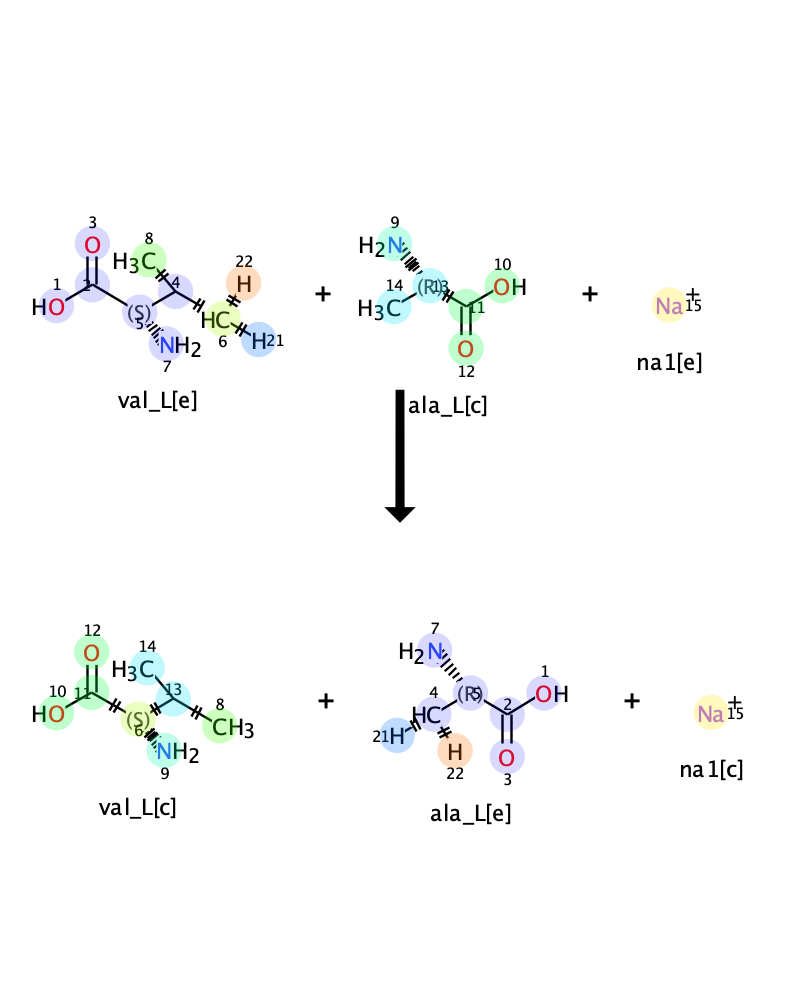 3
O
8
H3C
4
22
H
1
HO
2
(S)
5
HC
6
H21
NH2
7
val_L[e]
+
9
H2N
14
H3C
(R)
13
10
OH
11
O
12
ala_L[c]
+
Na+
15
na1[e]
12
O
14
H3C
10
HO
11
13
(S)
6
8
CH3
NH2
9
val_L[c]
+
7
H2N
4
HC
(R)
5
2
1
OH
21H
H
22
O
3
ala_L[e]
+
Na+
15
na1[c]